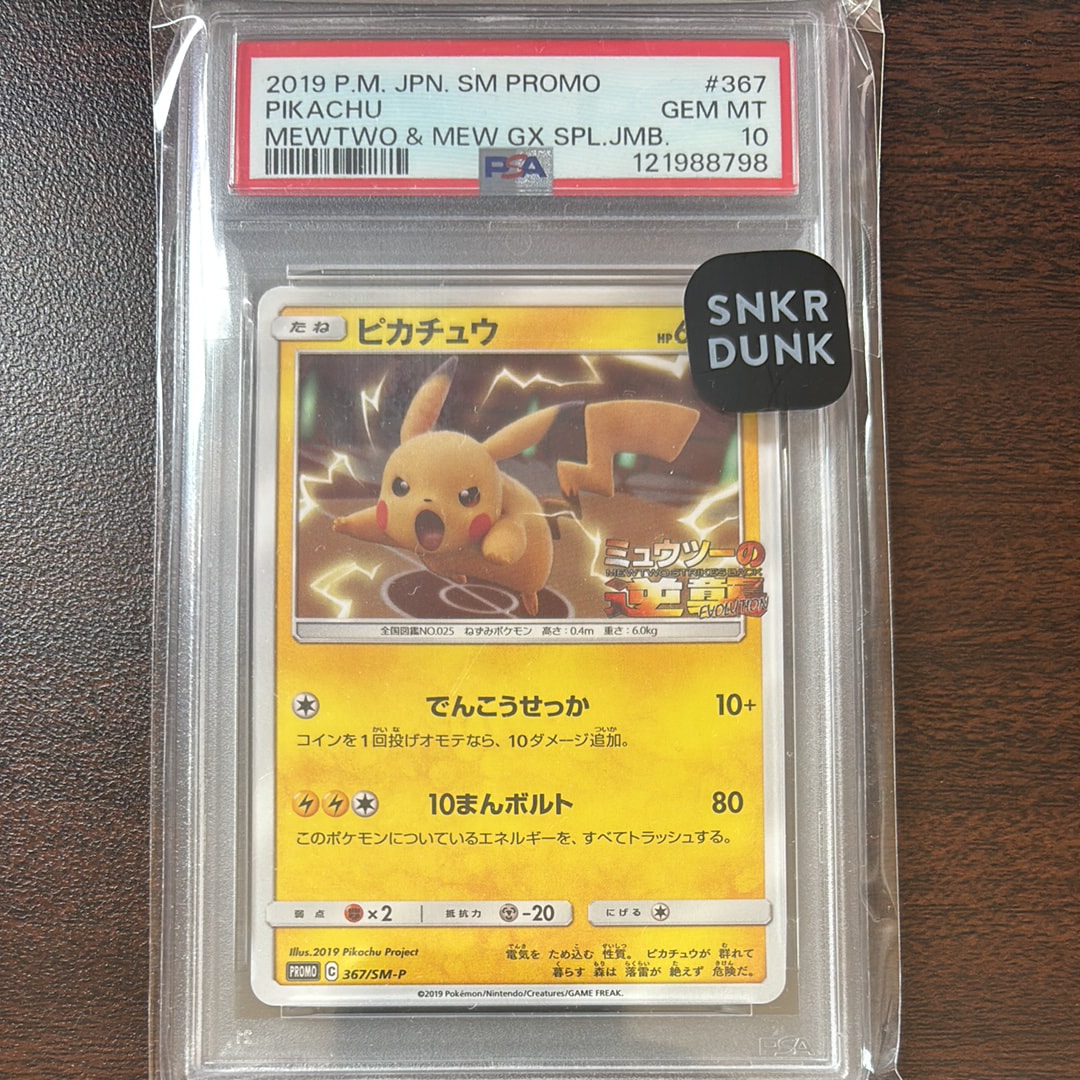 2019 P.M. JPN. SM PROMO #367
PIKACHU GEM MT
MEWTWO & MEW GX SPL.JMB. 10
PSA 121988798
SNKR
DUNK
たね ピカチュウ HP 6
ミュウツーの
MEWTWO STRIKES BACK
逆襲
EVOLUTION
全国図鑑NO.025 ねずみポケモン 高さ:0.4m 重さ:6.0kg
でんこうせっか 10+
コインを1回投げオモテなら、10ダメージ追加。
10まんボルト 80
このポケモンについているエネルギーを、すべてトラッシュする。
弱点 ×2 抵抗力 -20 にげる
Illus.2019 Pikachu Project
電気を ため込む 性質。 ピカチュウが 群れて
暮らす 森は 落雷が 絶えず 危険だ。
PROMO C 367/SM-P
©2019 Pokémon/Nintendo/Creatures/GAME FREAK.
PSA